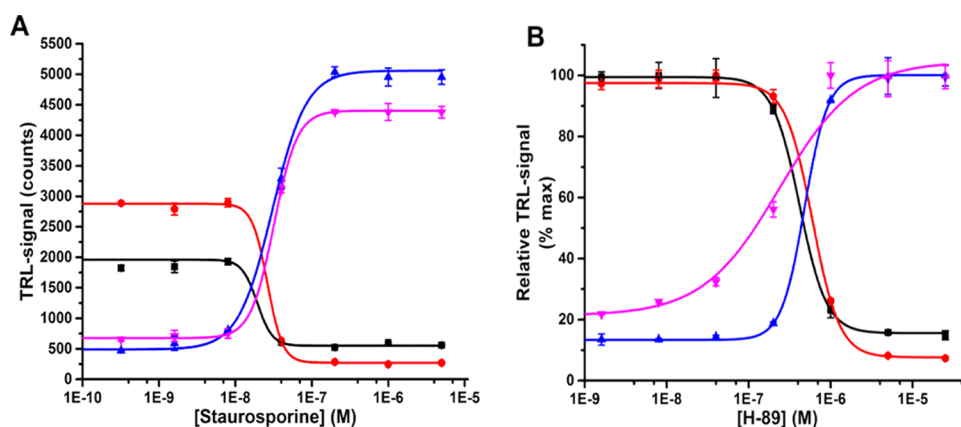 A
5500
5000
4500
4000
3500
3000
2500
2000
1500
1000
500
0
TRL-signal (counts)
1E-10 1E-9 1E-8 1E-7 1E-6 1E-5
[Staurosporine] (M)
B
100
80
60
40
20
0
Relative TRL-signal
(% max)
1E-9 1E-8 1E-7 1E-6 1E-5
[H-89] (M)